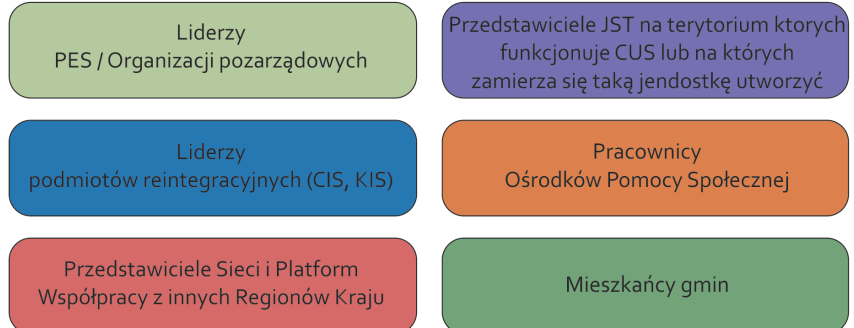 Liderzy
PES / Organizacji pozarządowych
Przedstawiciele JST na terytorium ktorych
funkcjonuje CUS lub na których
zamierza się taką jendostkę utworzyć
Liderzy
podmiotów reintegracyjnych (CIS, KIS)
Pracownicy
Ośrodków Pomocy Społecznej
Przedstawiciele Sieci i Platform
Współpracy z innych Regionów Kraju
Mieszkańcy gmin